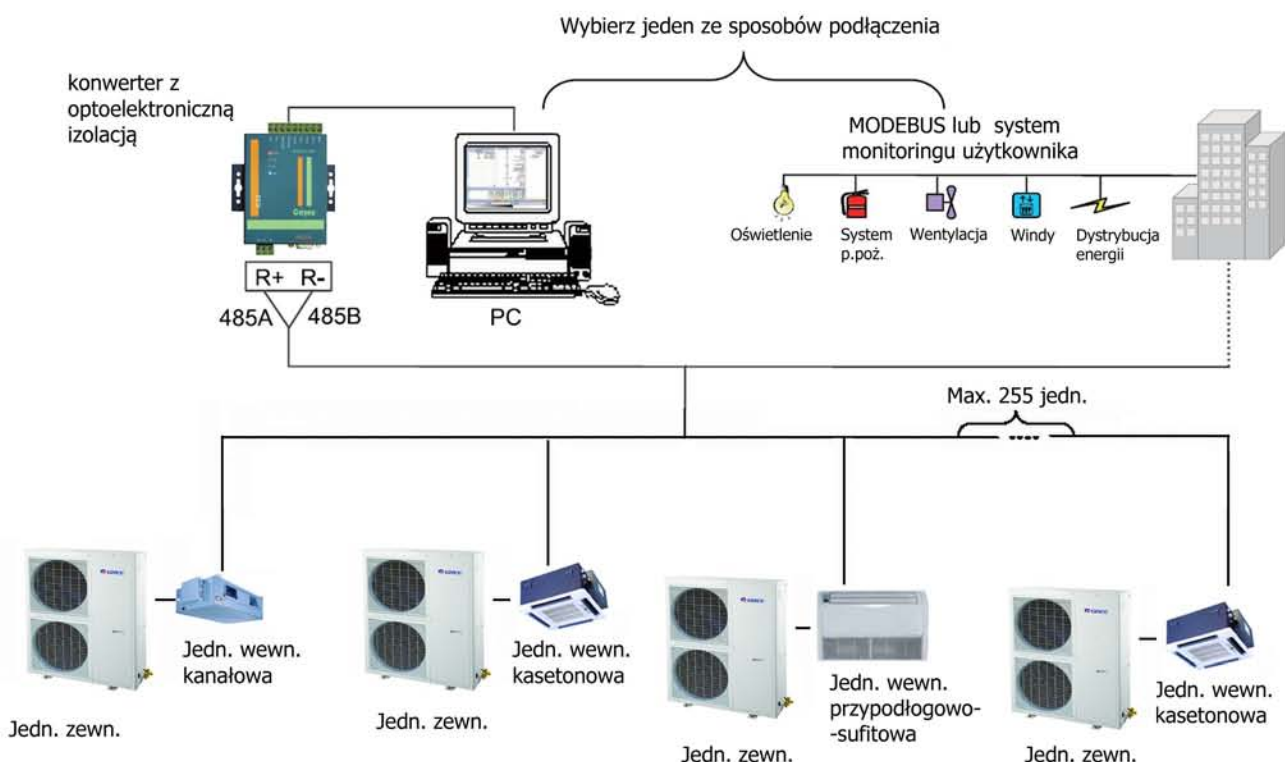 Wybierz jeden ze sposobów podłączenia
konwerter z
optoelektroniczną
izolacją
MODEBUS lub system
monitoringu użytkownika
Oświetlenie
System
p.poż.
Wentylacja
Windy
Dystrybucja
energii
R+ R-
485A
485B
PC
Max. 255 jedn.
Jedn. wewn.
kanałowa
Jedn. zewn.
Jedn. wewn.
kasetonowa
Jedn. zewn.
Jedn. wewn.
przypodłogowo-
-sufitowa
Jedn. zewn.
Jedn. wewn.
kasetonowa
Jedn. zewn.